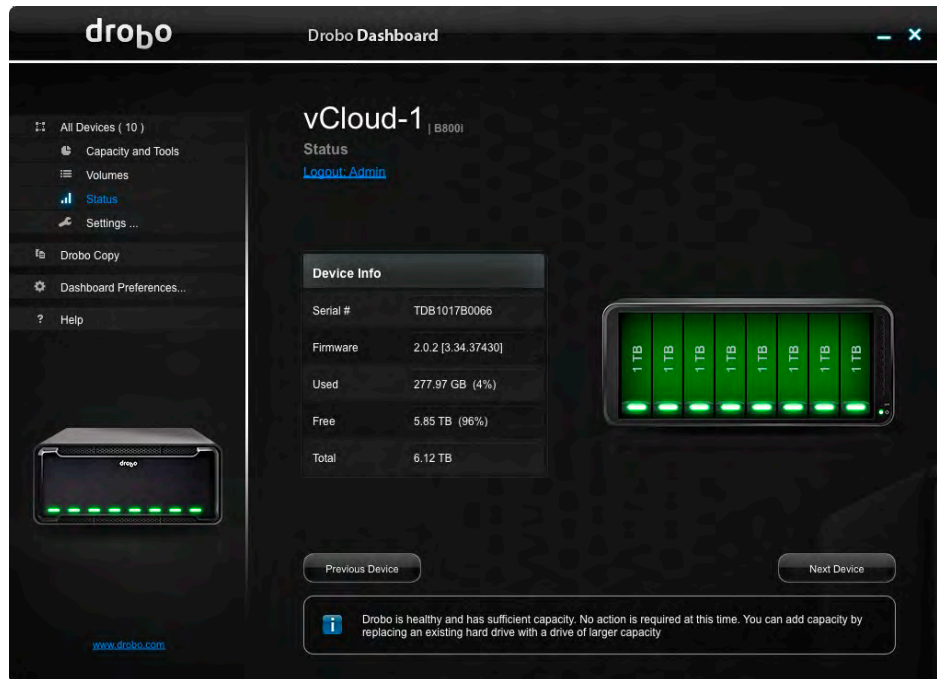 drobo
Drobo Dashboard
All Devices ( 10 )
Capacity and Tools
Volumes
Status
Settings ...
Drobo Copy
Dashboard Preferences...
? Help
drobo
www.drobo.com
vCloud-1 | B800i
Status
Logout: Admin
Device Info
Serial # TDB1017B0066
Firmware 2.0.2 [3.34.37430]
Used 277.97 GB (4%)
Free 5.85 TB (96%)
Total 6.12 TB
1 TB
1 TB
1 TB
1 TB
1 TB
1 TB
1 TB
1 TB
Previous Device
Next Device
Drobo is healthy and has sufficient capacity. No action is required at this time. You can add capacity by
replacing an existing hard drive with a drive of larger capacity